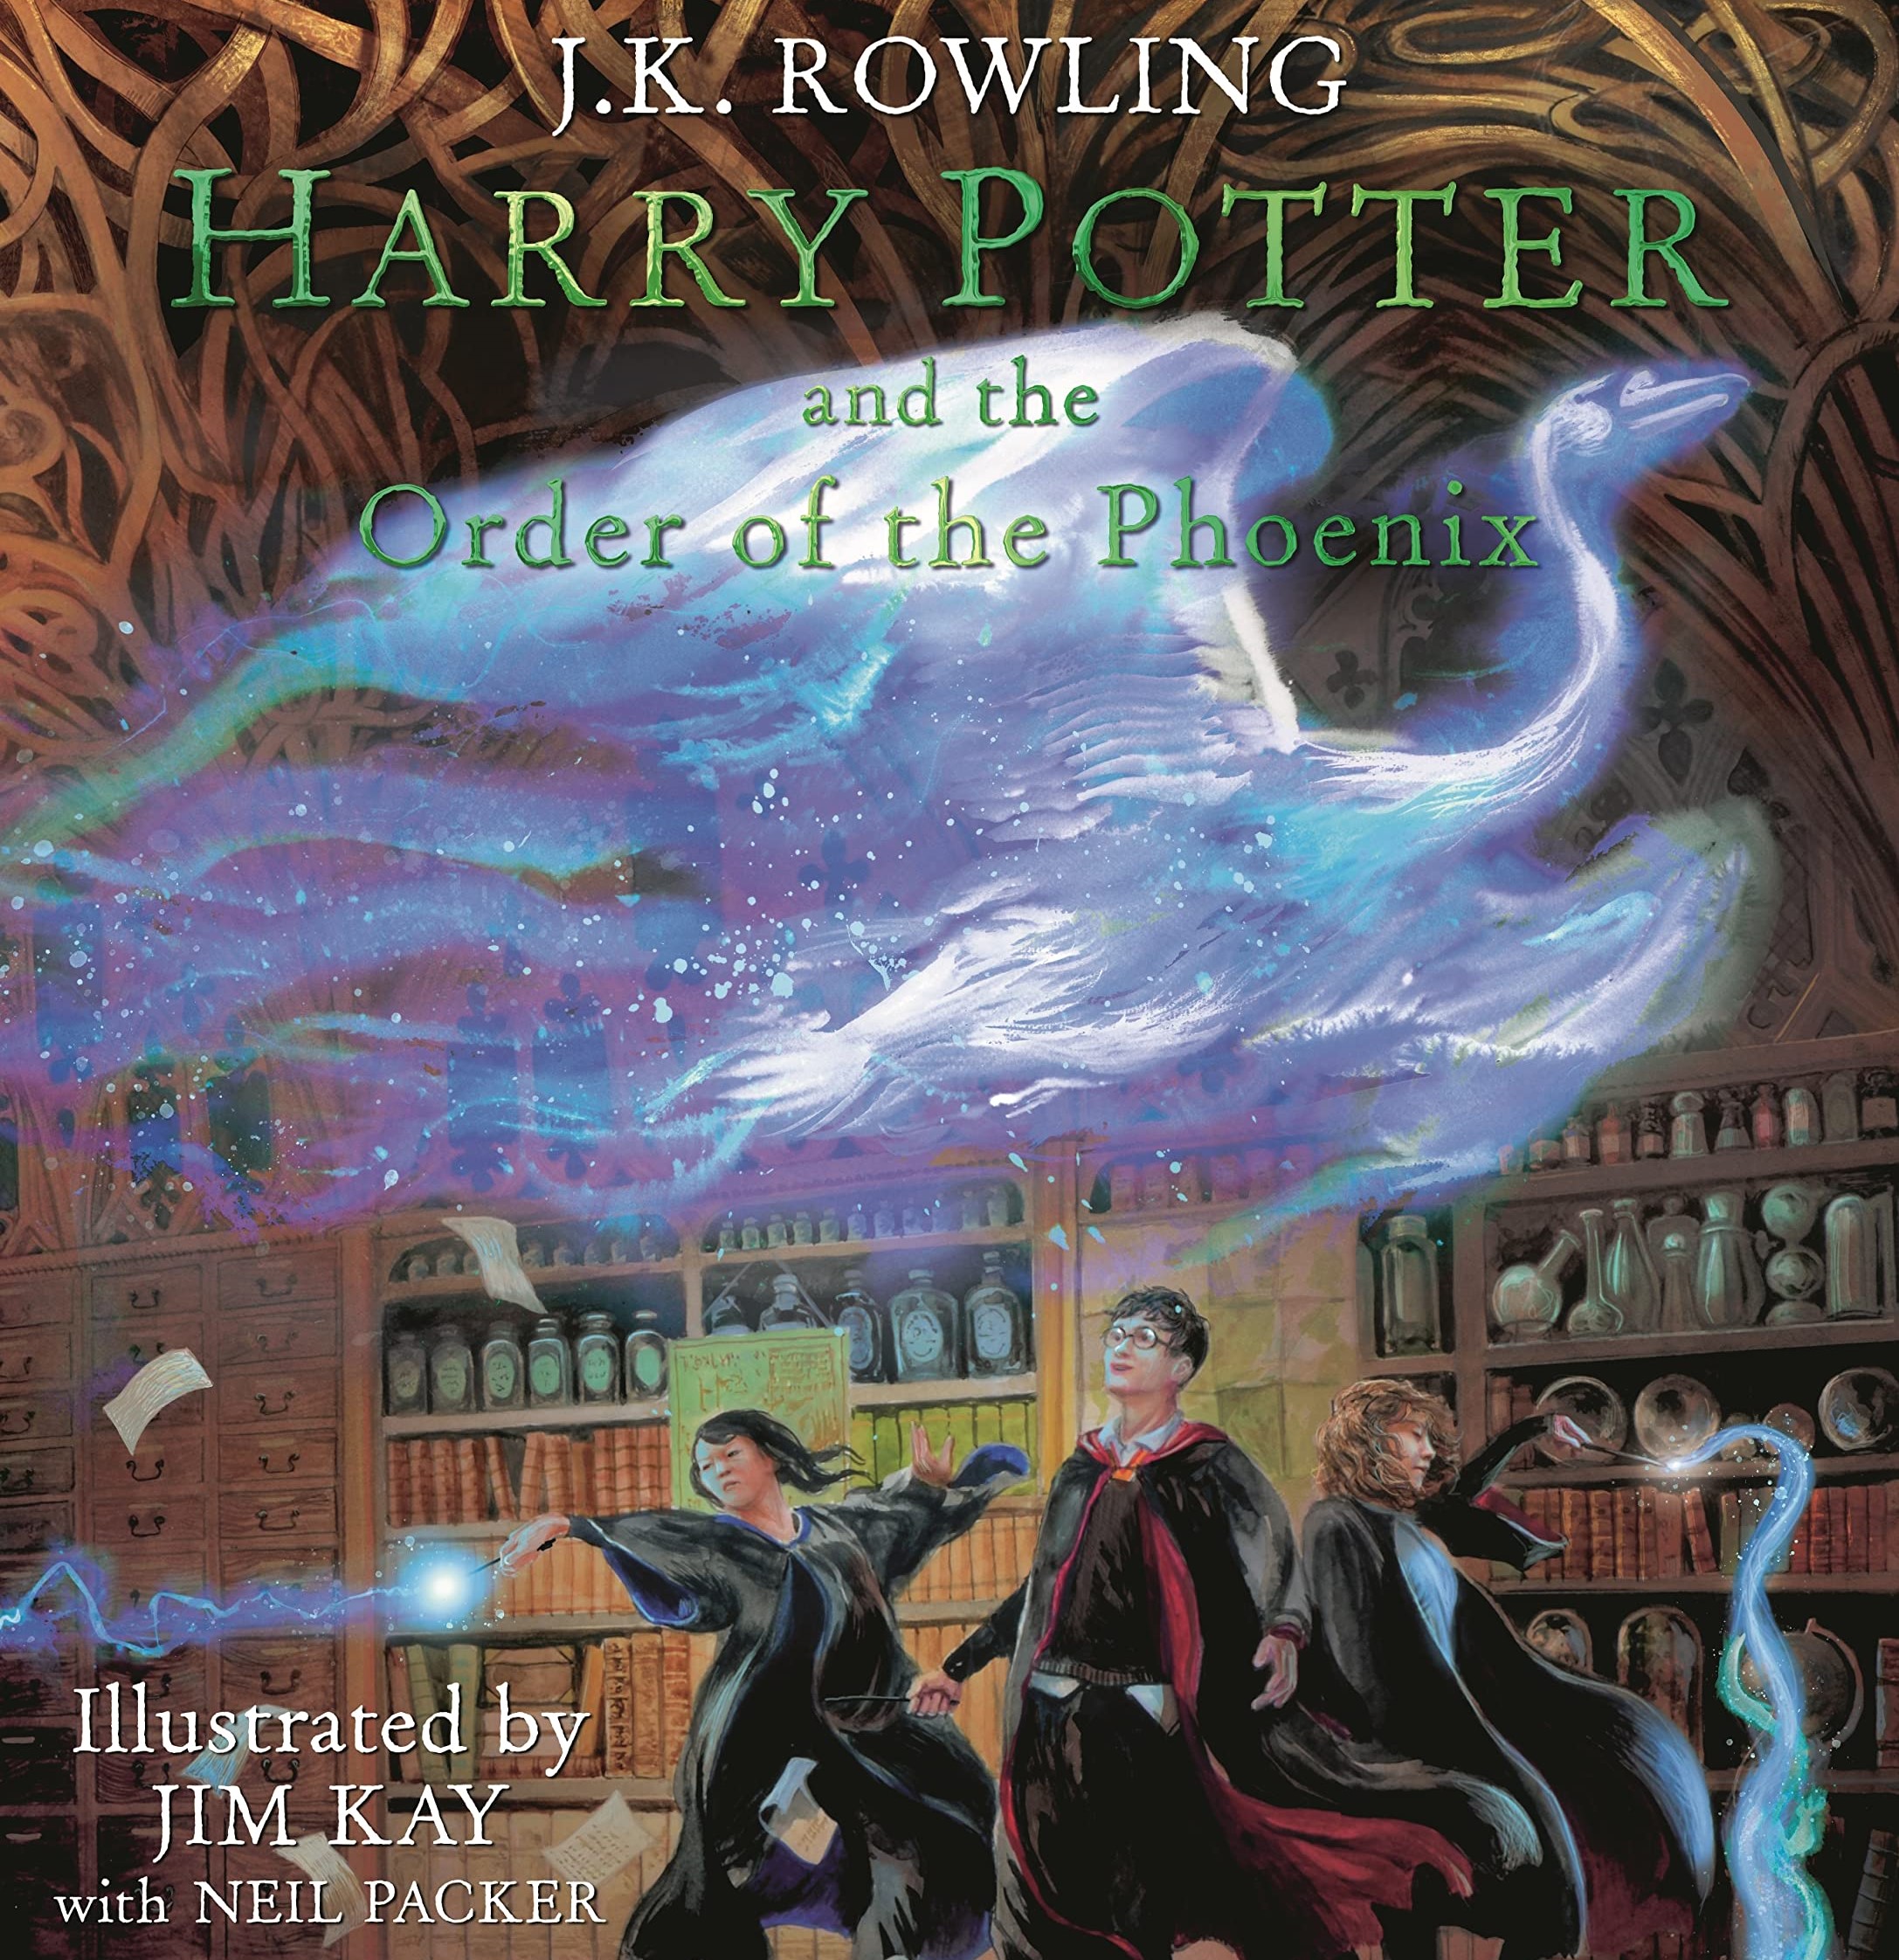 J.K. ROWLING
HARRY POTTER
and the
Order of the Phoenix
Illustrated by
JIM KAY
with NEIL PACKER